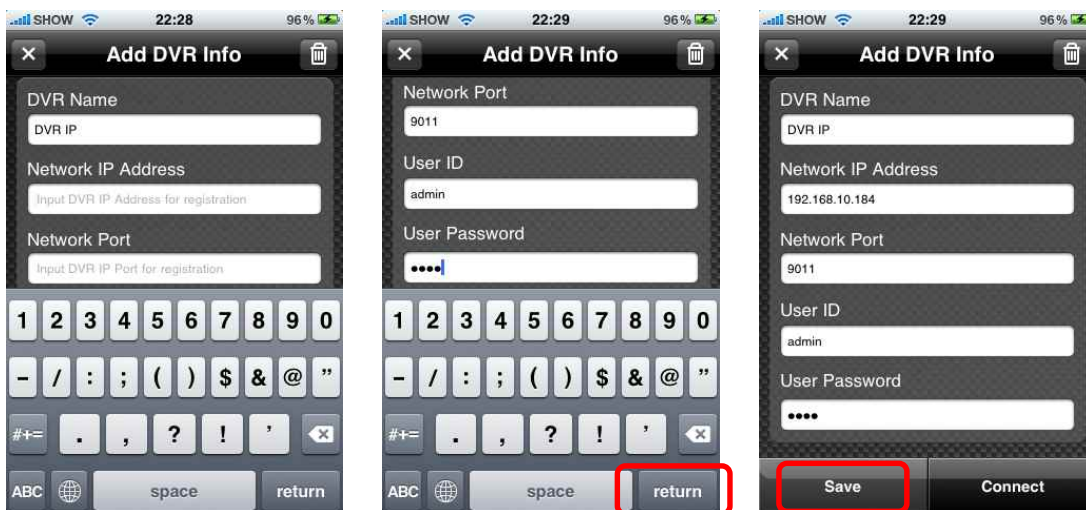 SHOW 22:28 96%
Add DVR Info
DVR Name
DVR IP
Network IP Address
Input DVR IP Address for registration
Network Port
Input DVR IP Port for registration
1 2 3 4 5 6 7 8 9 0
- / : ; ( ) $ & @ "
#+= . , ? ! '
ABC space return
SHOW 22:29 96%
Add DVR Info
Network Port
9011
User ID
admin
User Password
••••
1 2 3 4 5 6 7 8 9 0
- / : ; ( ) $ & @ "
#+= . , ? ! '
ABC space return
SHOW 22:29 96%
Add DVR Info
DVR Name
DVR IP
Network IP Address
192.168.10.184
Network Port
9011
User ID
admin
User Password
••••
Save Connect